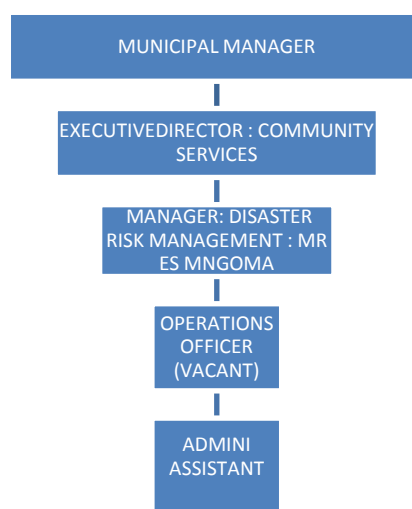 MUNICIPAL MANAGER
EXECUTIVEDIRECTOR : COMMUNITY
SERVICES
MANAGER: DISASTER
RISK MANAGEMENT : MR
ES MNGOMA
OPERATIONS
OFFICER
(VACANT)
ADMINI
ASSISTANT